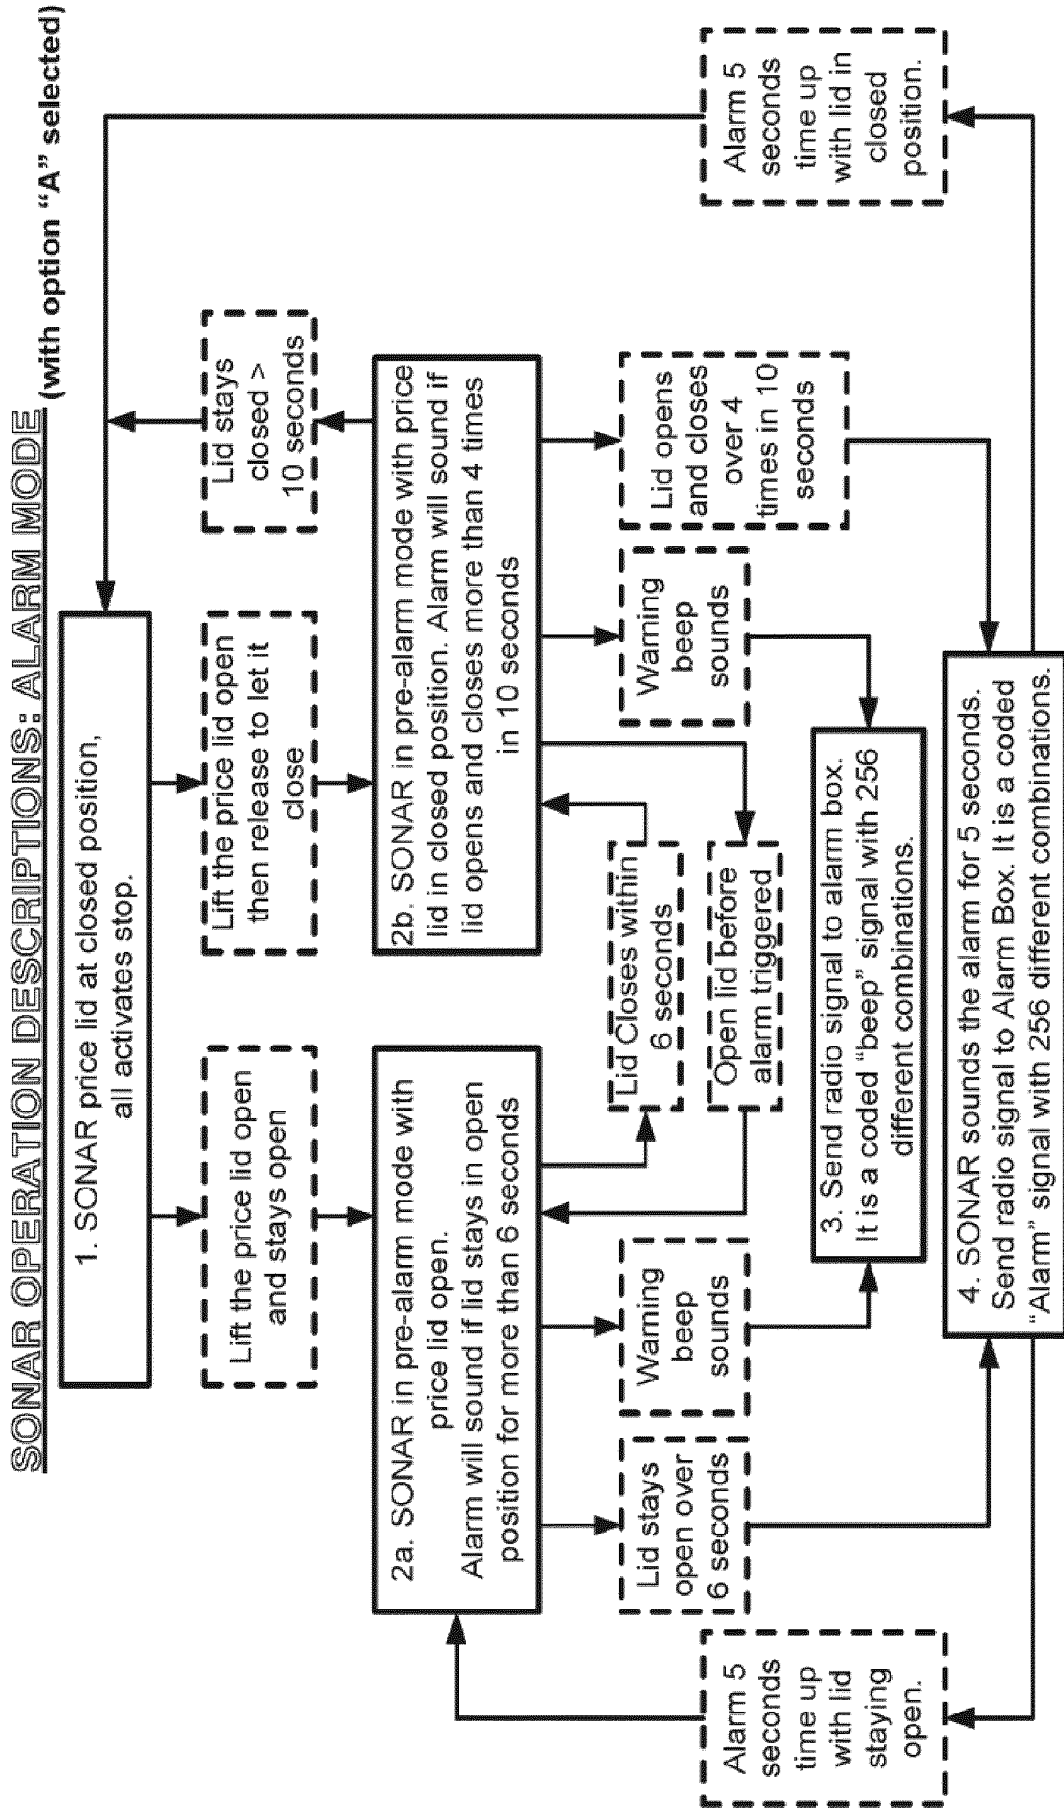 SONAR OPERATION DESCRIPTIONS: ALARM MODE
(with option “A” selected)
1. SONAR price lid at closed position,
all activates stop.
Lift the price lid open
and stays open
Lift the price lid open
then release to let it
close
Lid stays
closed >
10 seconds
2a. SONAR in pre-alarm mode with
price lid open.
Alarm will sound if lid stays in open
position for more than 6 seconds
2b. SONAR in pre-alarm mode with price
lid in closed position. Alarm will sound if
lid opens and closes more than 4 times
in 10 seconds
Lid stays
open over
6 seconds
Warning
beep
sounds
Lid Closes within
6 seconds
Open lid before
alarm triggered
Warning
beep
sounds
Lid opens
and closes
over 4
times in 10
seconds
Alarm 5
seconds
time up
with lid
staying
open.
3. Send radio signal to alarm box.
It is a coded “beep” signal with 256
different combinations.
Alarm 5
seconds
time up
with lid in
closed
position.
4. SONAR sounds the alarm for 5 seconds.
Send radio signal to Alarm Box. It is a coded
“Alarm” signal with 256 different combinations.